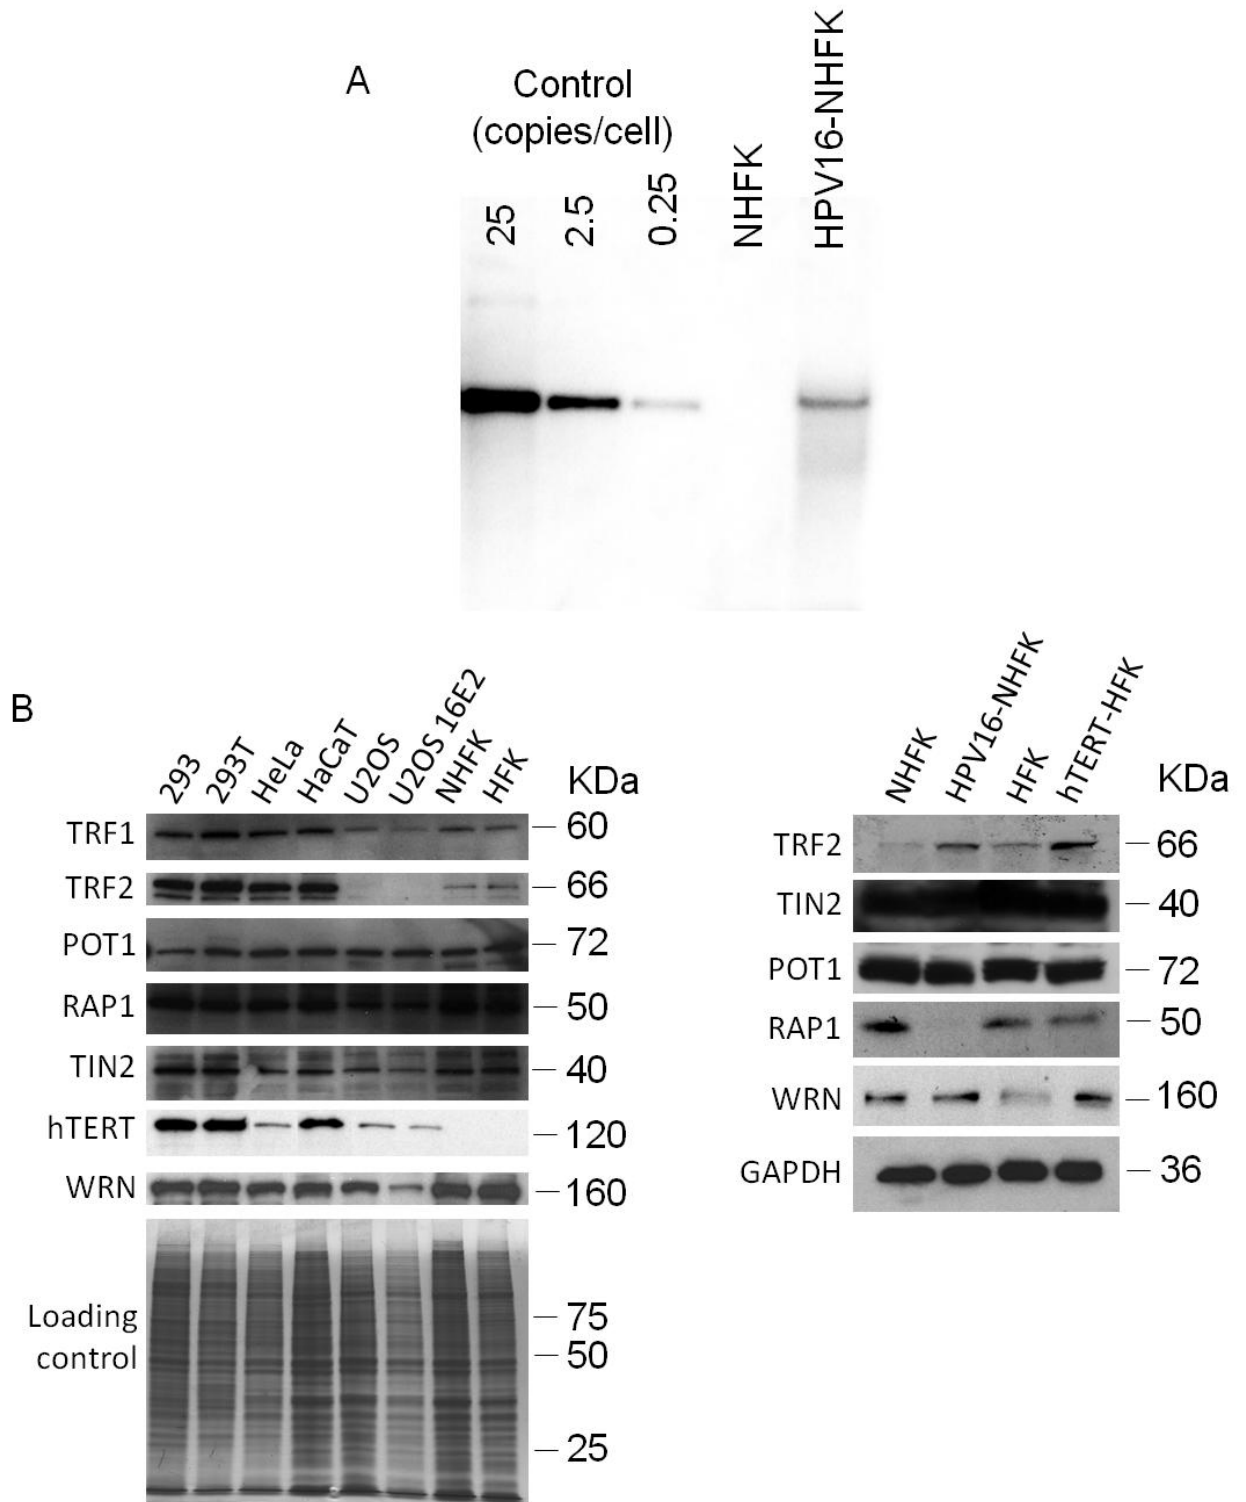 A
Control
(copies/cell)
25
2.5
0.25
NHFK
HPV16-NHFK
B
293
293T
HeLa
HaCaT
U2OS
U2OS 16E2
NHFK
HFK
KDa
TRF1
60
TRF2
66
POT1
72
RAP1
50
TIN2
40
hTERT
120
WRN
160
Loading
control
75
50
25
NHFK
HPV16-NHFK
HFK
hTERT-HFK
KDa
TRF2
66
TIN2
40
POT1
72
RAP1
50
WRN
160
GAPDH
36